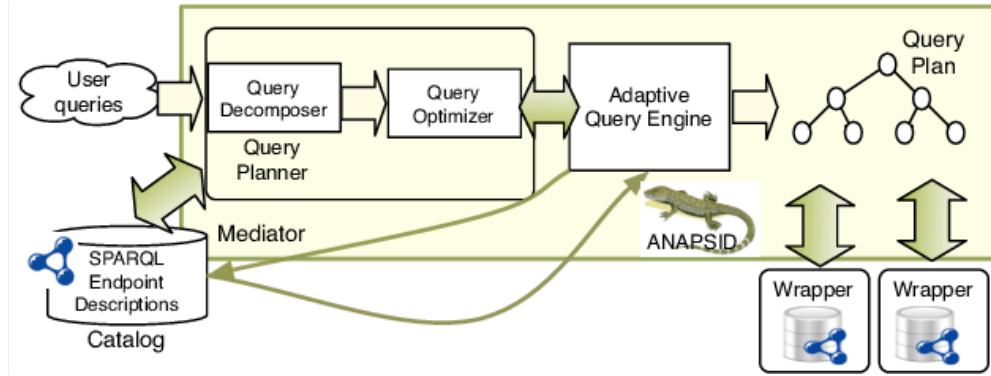 User
queries
Query
Decomposer
Query
Optimizer
Query
Planner
Adaptive
Query Engine
Query
Plan
Mediator
ANAPSID
SPARQL
Endpoint
Descriptions
Catalog
Wrapper
Wrapper